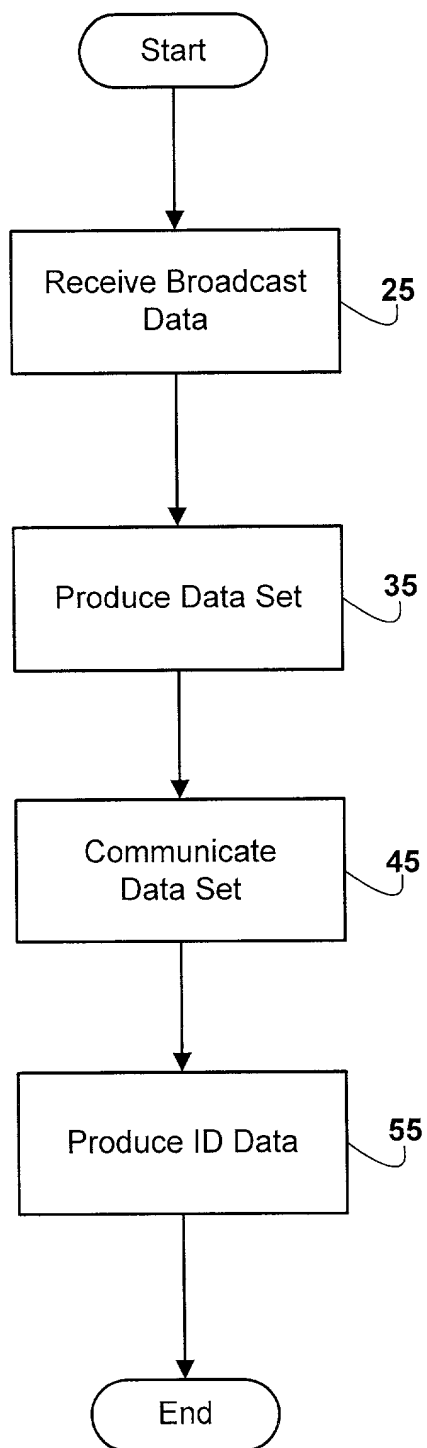 Start
Receive Broadcast
Data
25
Produce Data Set
35
Communicate
Data Set
45
Produce ID Data
55
End